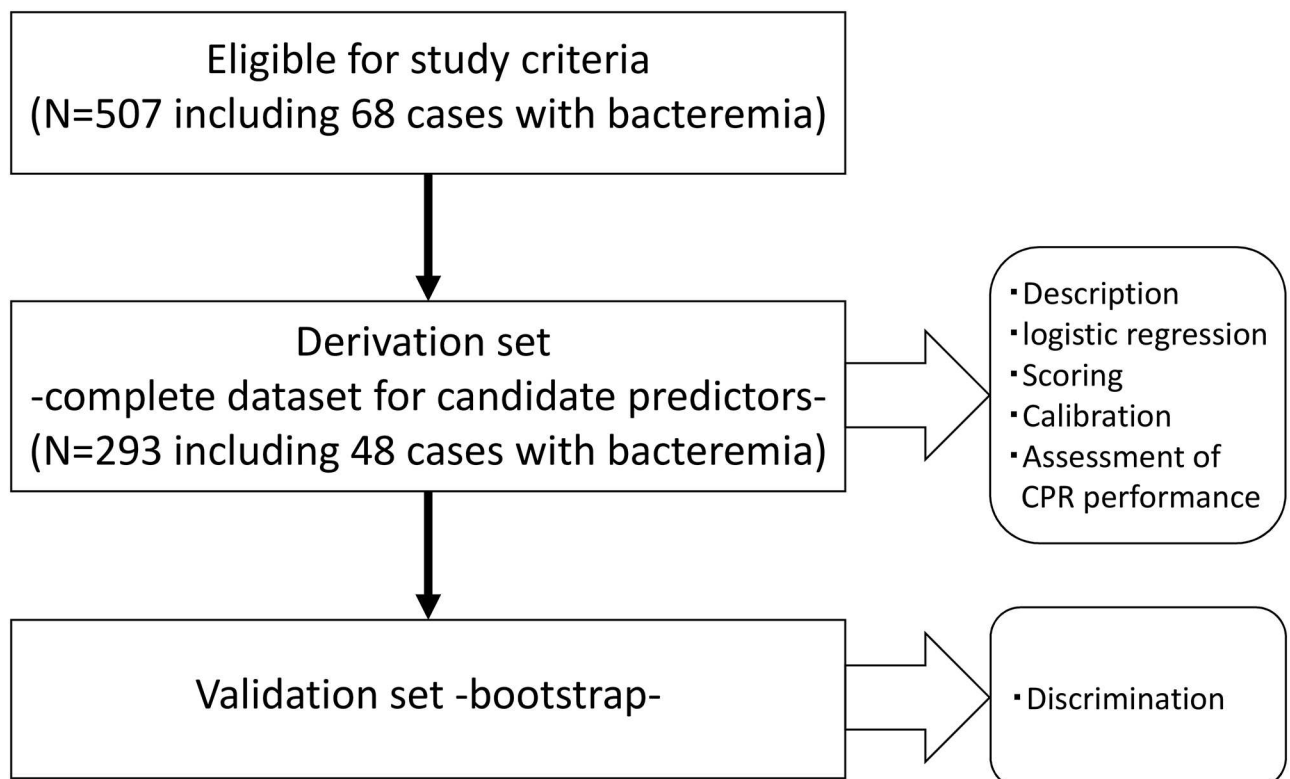 Eligible for study criteria
(N=507 including 68 cases with bacteremia)
Derivation set
-complete dataset for candidate predictors-
(N=293 including 48 cases with bacteremia)
・Description
・logistic regression
・Scoring
・Calibration
・Assessment of
CPR performance
Validation set -bootstrap-
・Discrimination